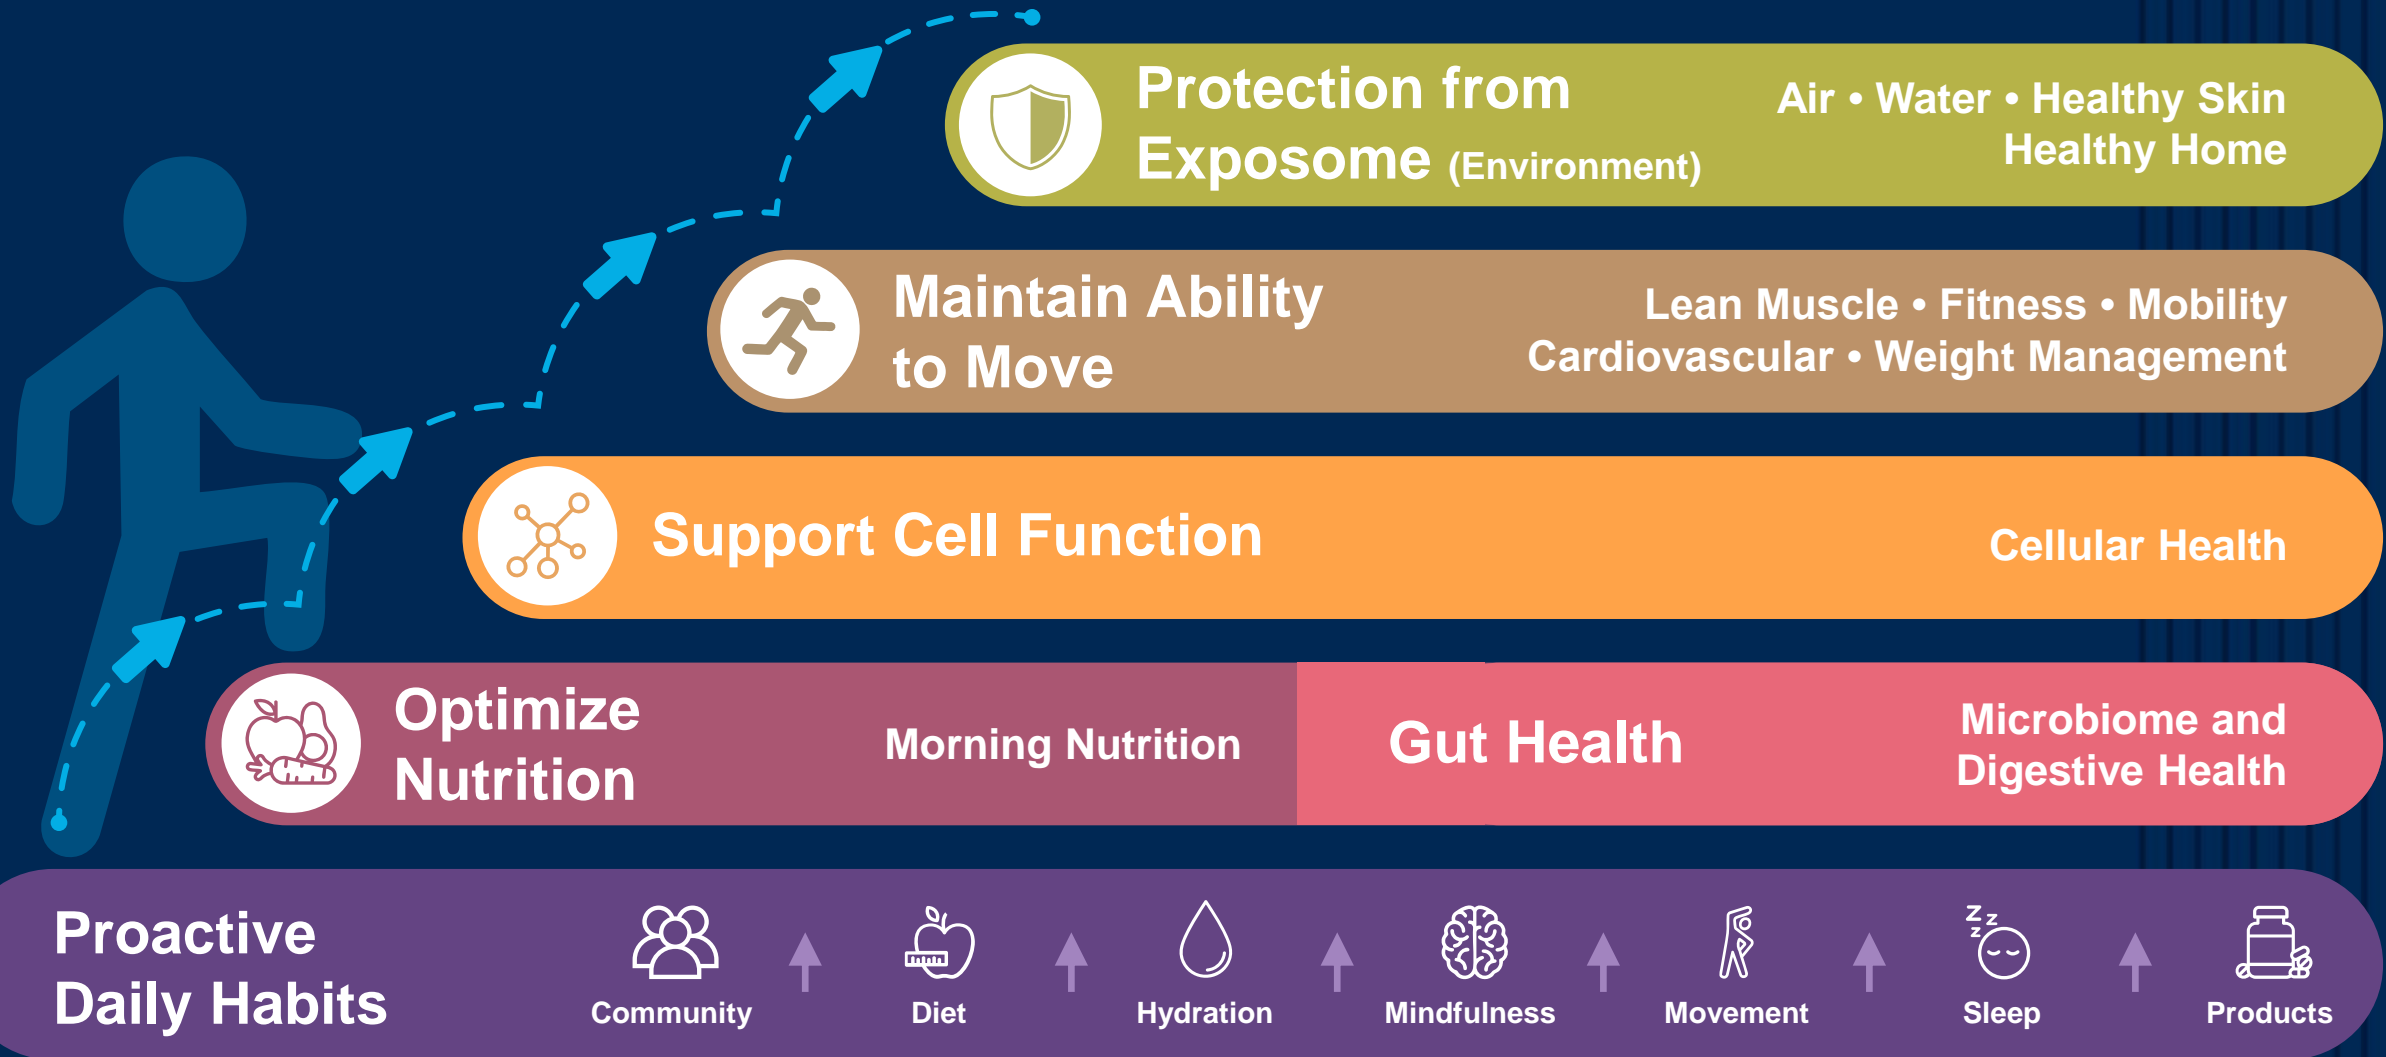 Protection from
Exposome (Environment)
Air • Water • Healthy Skin
Healthy Home
Maintain Ability
to Move
Lean Muscle • Fitness • Mobility
Cardiovascular • Weight Management
Support Cell Function
Cellular Health
Optimize
Nutrition
Morning Nutrition
Gut Health
Microbiome and
Digestive Health
Proactive
Daily Habits
Community
Diet
Hydration
Mindfulness
Movement
z z z
Sleep
Products